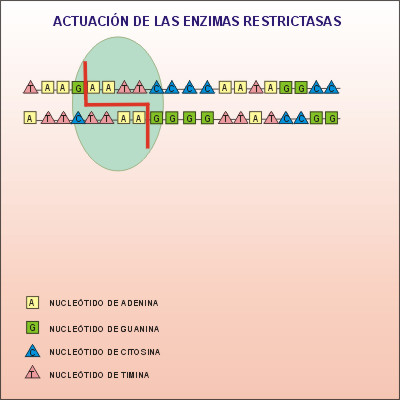 ACTUACIÓN DE LAS ENZIMAS RESTRICTASAS
T A A G A A T T C C C C A A T A G G C C
A T T C T T A A G G G G T T A T C C G G
A NUCLEÓTIDO DE ADENINA
G NUCLEÓTIDO DE GUANINA
C NUCLEÓTIDO DE CITOSINA
T NUCLEÓTIDO DE TIMINA